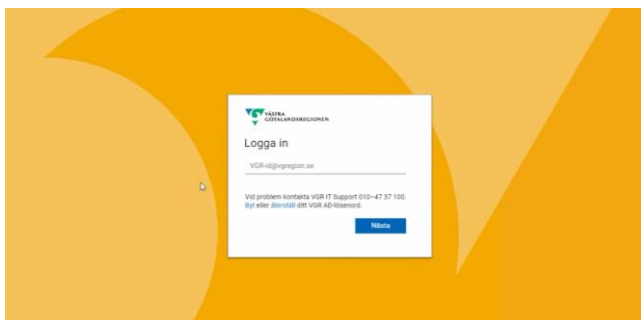 VÄSTRA
GÖTALANDSREGIONEN
Logga in
VGR-id@vgregion.se
Vid problem kontakta VGR IT Support 010-47 37 100.
Byt eller återställ ditt VGR AD-lösenord.
Nästa